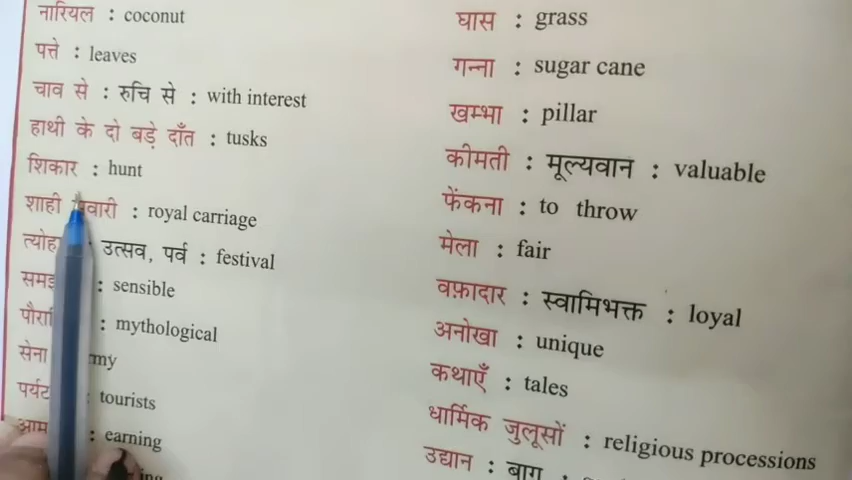 नारियल : coconut
पत्ते : leaves
चाव से : रुचि से : with interest
हाथी के दो बड़े दाँत : tusks
शिकार : hunt
शाही : royal carriage
उत्सव, पर्व : festival
: sensible
: mythological
सेना
: tourists
: earning
घास : grass
गन्ना : sugar cane
खम्भा : pillar
कीमती : मूल्यवान : valuable
फेंकना : to throw
मेला : fair
वफ़ादार : स्वामिभक्त : loyal
अनोखा : unique
कथाएँ : tales
धार्मिक जुलूसों : religious processions
उद्यान : बाग :